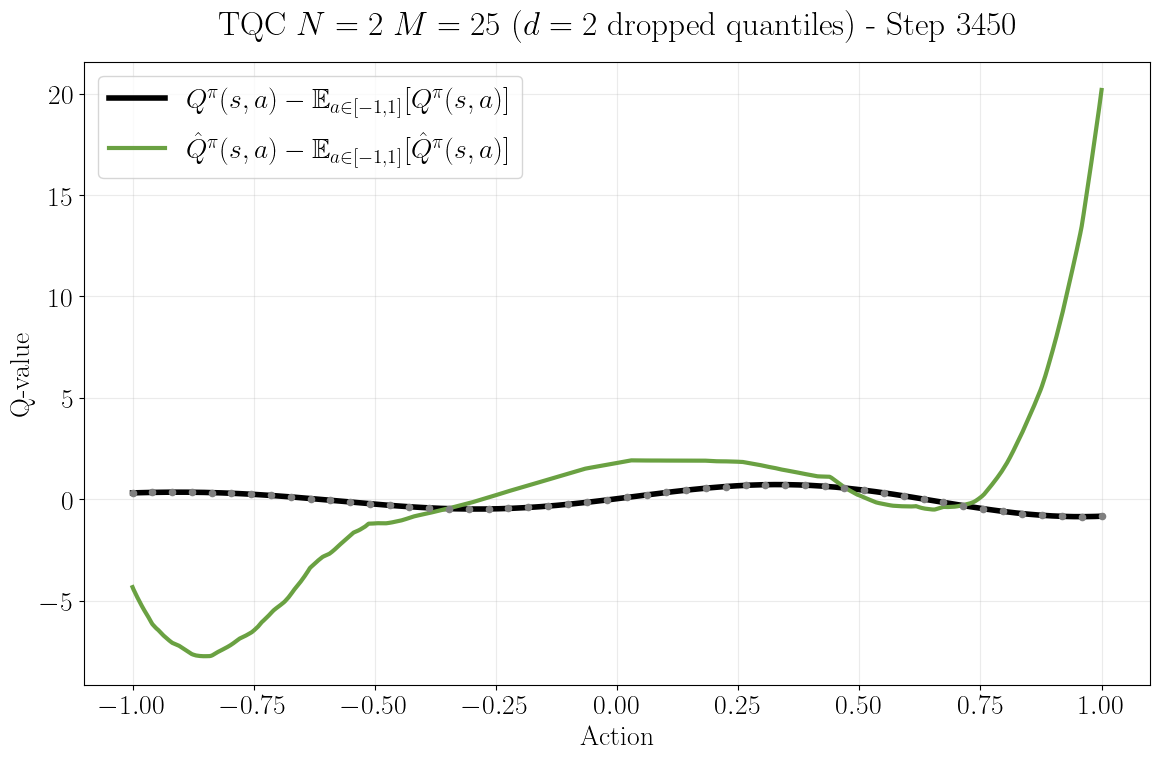 TQC N = 2 M = 25 (d = 2 dropped quantiles) - Step 3450
Q^π(s, a) − 𝔼_{a∈[−1,1]}[Q^π(s, a)]
Q̂^π(s, a) − 𝔼_{a∈[−1,1]}[Q̂^π(s, a)]
20
15
10
5
0
−5
Q-value
−1.00 −0.75 −0.50 −0.25 0.00 0.25 0.50 0.75 1.00
Action